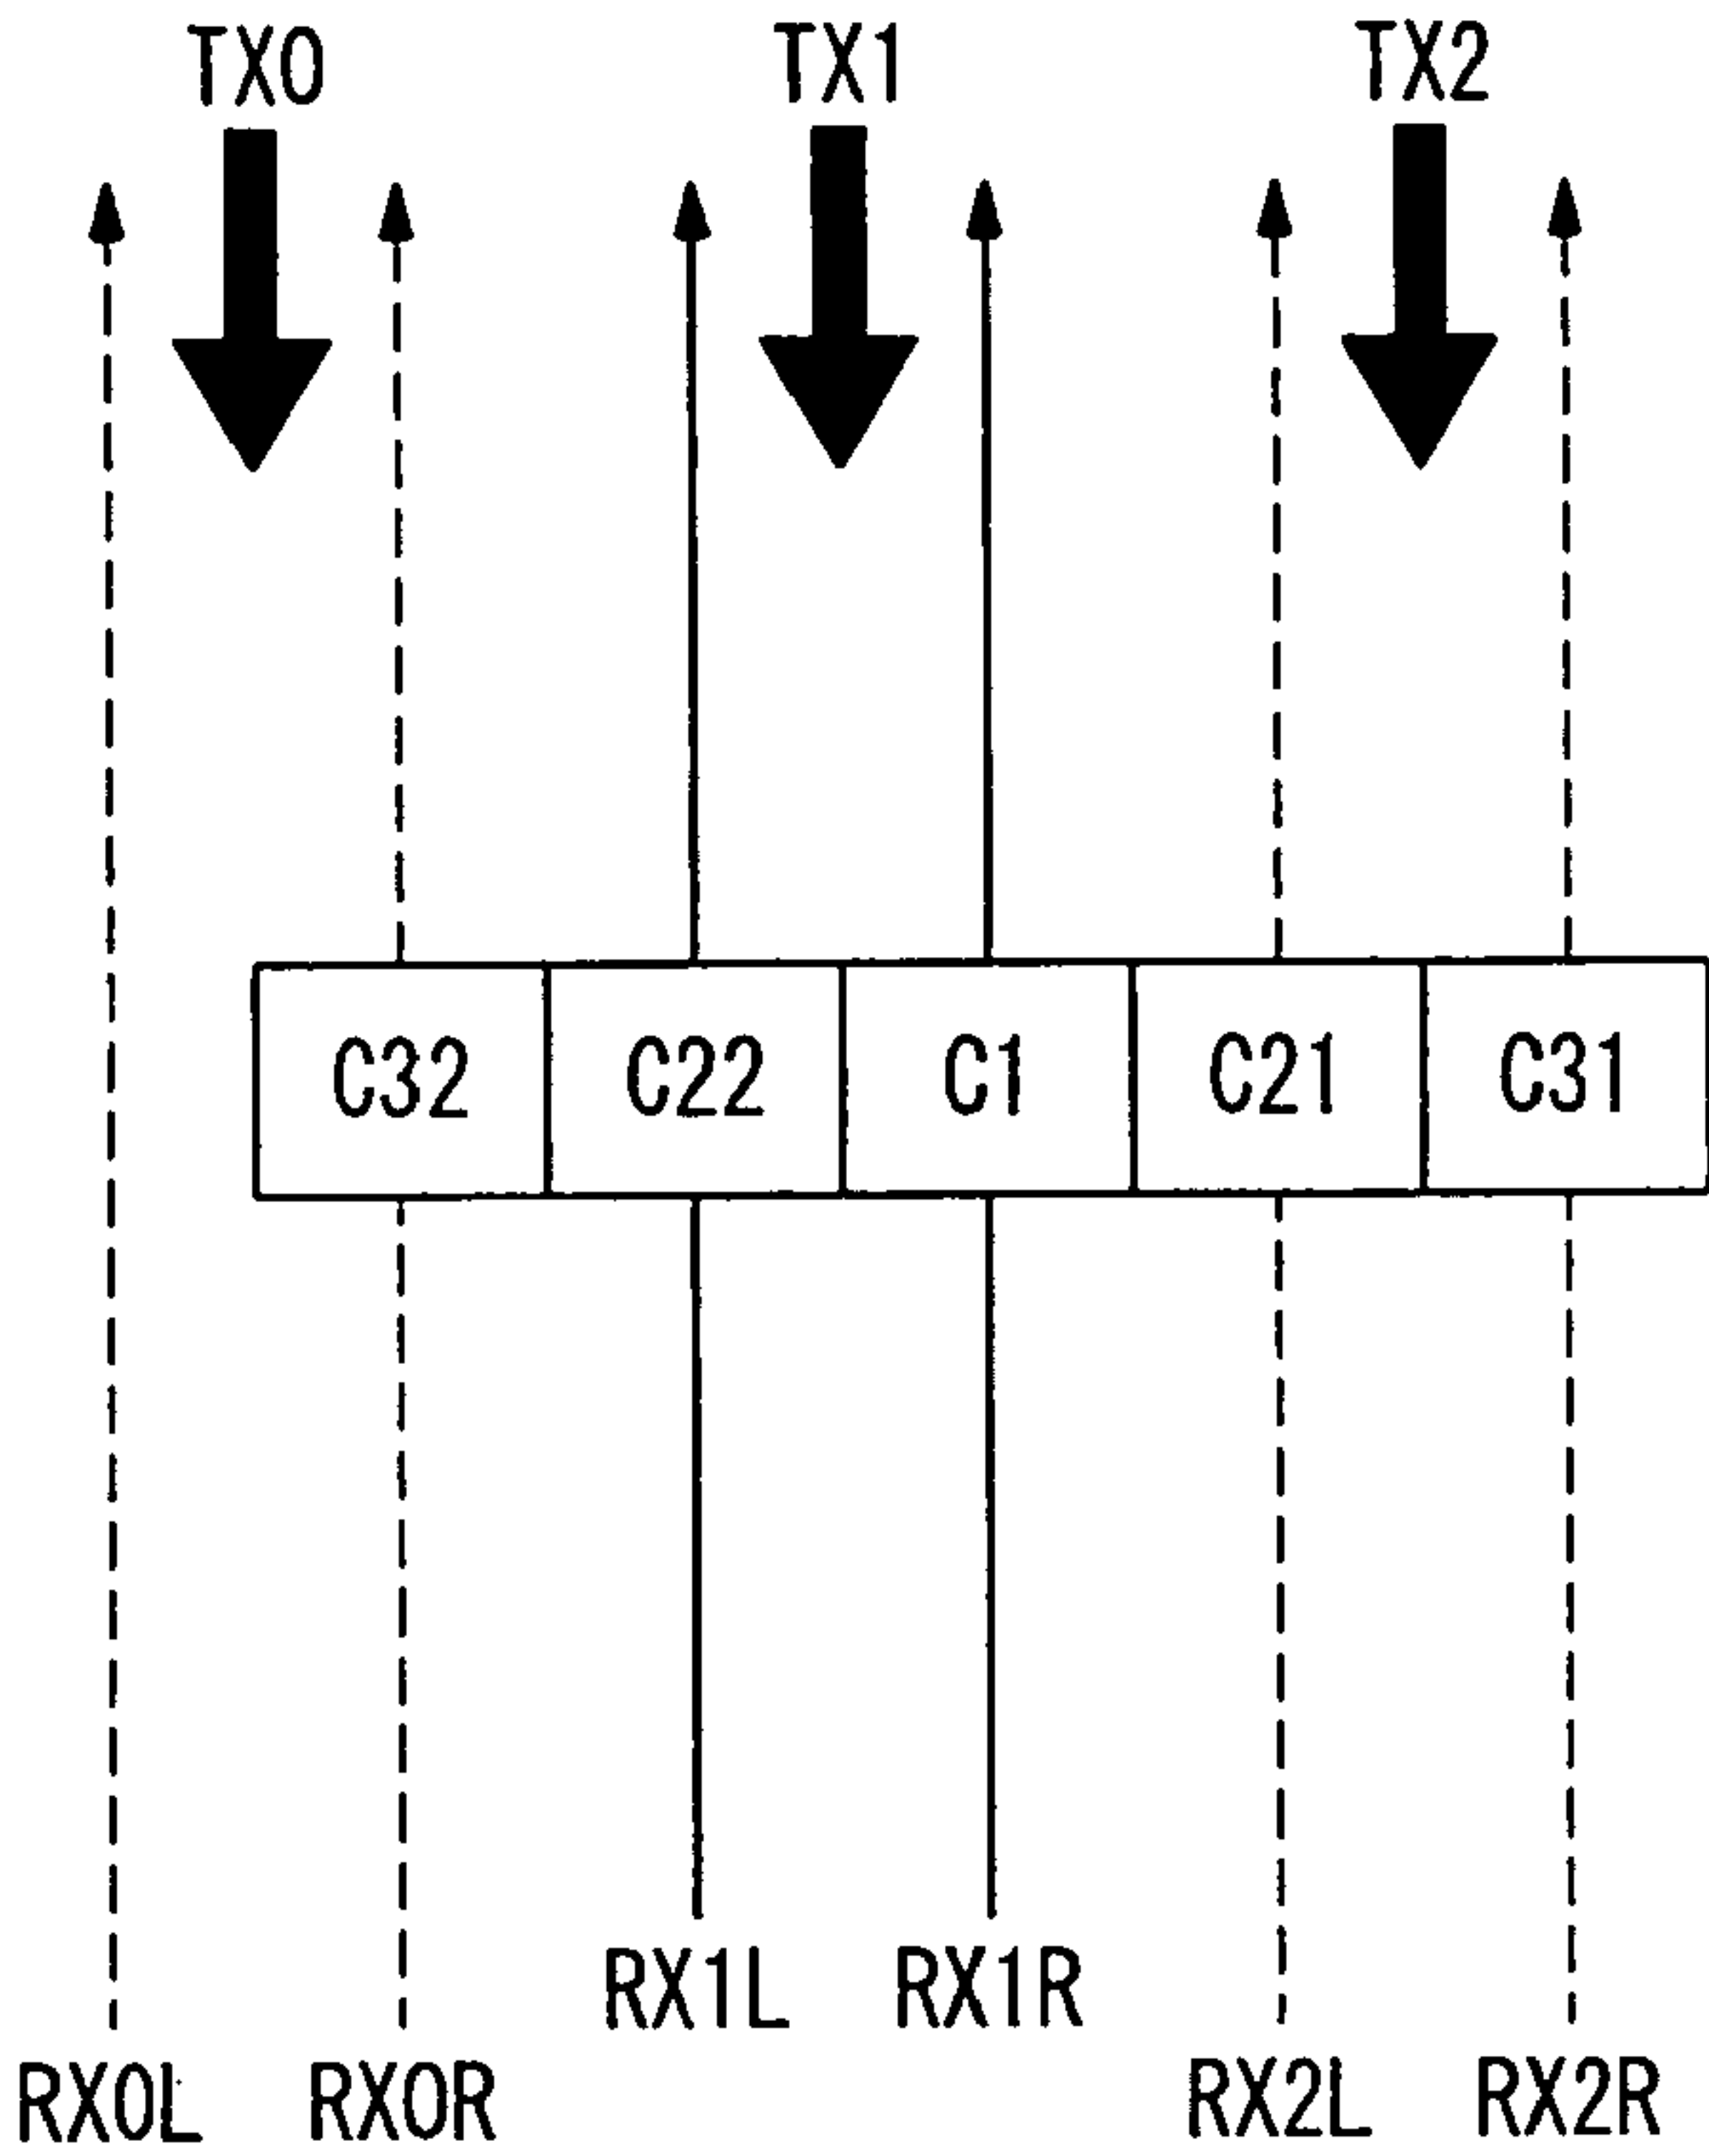 TX0 TX1 TX2
C32 C22 C1 C21 C31
RX1L RX1R
RX0L RX0R RX2L RX2R